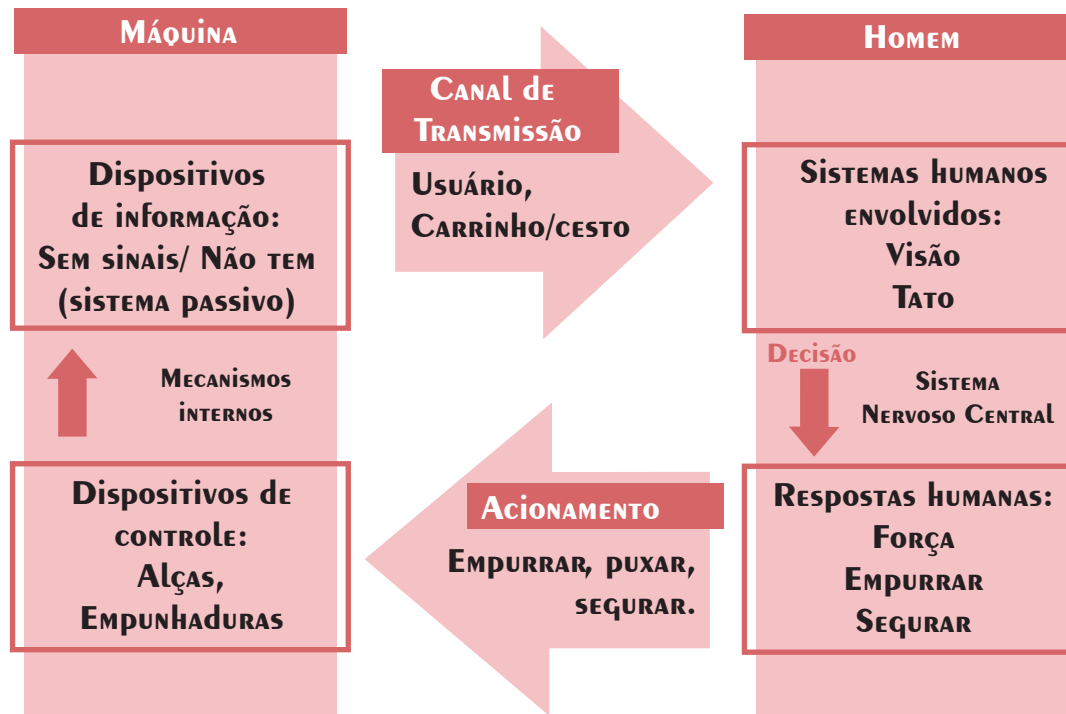 Máquina
Dispositivos
de informação:
Sem sinais/ Não tem
(sistema passivo)
Mecanismos
internos
Dispositivos de
controle:
Alças,
Empunhaduras
Canal de
Transmissão
Usuário,
Carrinho/cesto
Acionamento
Empurrar, puxar,
segurar.
Homem
Sistemas humanos
envolvidos:
Visão
Tato
Decisão
Sistema
Nervoso Central
Respostas humanas:
Força
Empurrar
Segurar